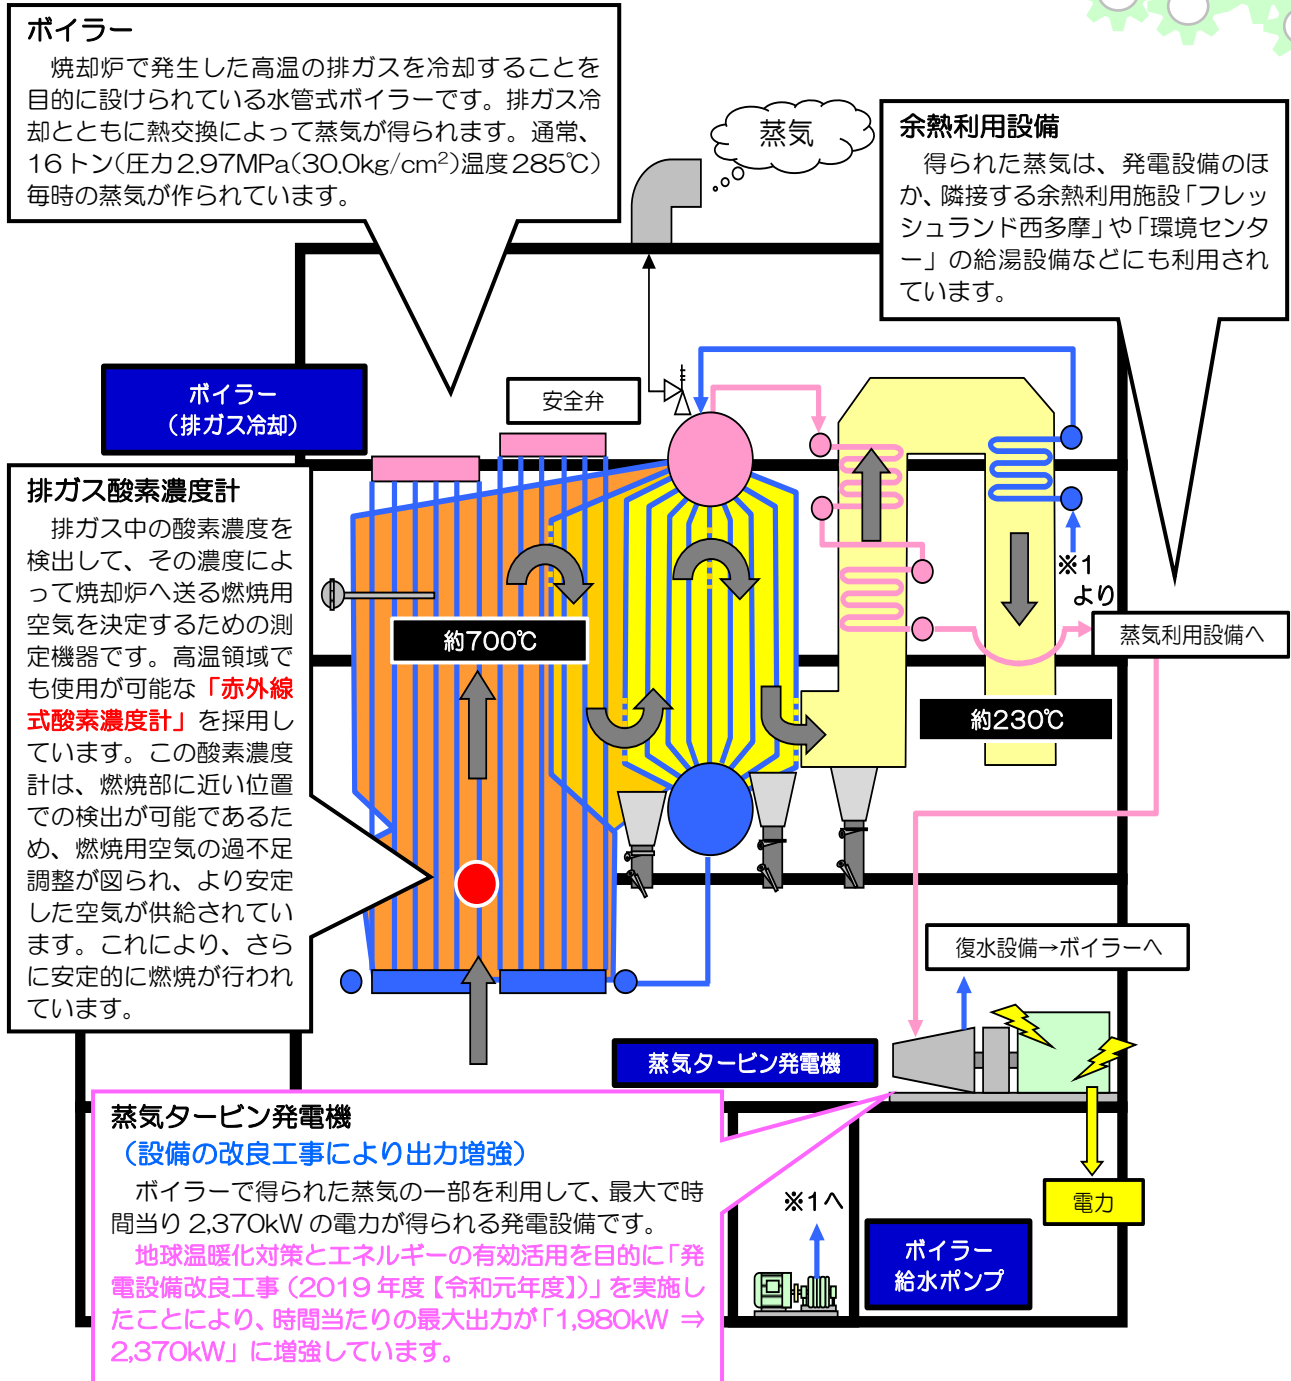 ボイラー
焼却炉で発生した高温の排ガスを冷却することを
目的に設けられている水管式ボイラーです。排ガス冷
却とともに熱交換によって蒸気が得られます。通常、
16トン(圧力2.97MPa(30.0kg/cm²)温度285℃)
毎時の蒸気が作られています。
蒸気
余熱利用設備
得られた蒸気は、発電設備のほ
か、隣接する余熱利用施設「フレッ
シュランド西多摩」や「環境センタ
ー」の給湯設備などにも利用され
ています。
ボイラー
（排ガス冷却）
安全弁
排ガス酸素濃度計
排ガス中の酸素濃度を
検出して、その濃度によ
って焼却炉へ送る燃焼用
空気を決定するための測
定機器です。高温領域で
も使用が可能な「赤外線
式酸素濃度計」を採用し
ています。この酸素濃度
計は、燃焼部に近い位置
での検出が可能であるた
め、燃焼用空気の過不足
調整が図られ、より安定
した空気が供給されてい
ます。これにより、さら
に安定的に燃焼が行われ
ています。
約700℃
※1
より
蒸気利用設備へ
約230℃
復水設備→ボイラーへ
蒸気タービン発電機
蒸気タービン発電機
（設備の改良工事により出力増強）
ボイラーで得られた蒸気の一部を利用して、最大で時
間当り 2,370kW の電力が得られる発電設備です。
地球温暖化対策とエネルギーの有効活用を目的に「発
電設備改良工事（2019 年度【令和元年度】）」を実施し
たことにより、時間当たりの最大出力が「1,980kW ⇒
2,370kW」に増強しています。
※1へ
電力
ボイラー
給水ポンプ